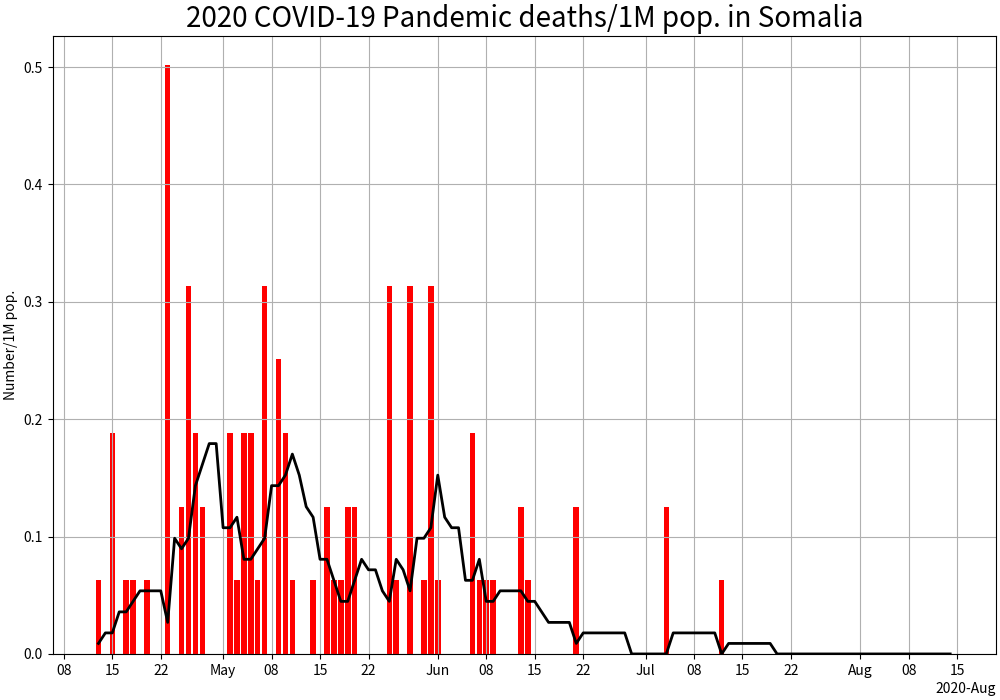 2020 COVID-19 Pandemic deaths/1M pop. in Somalia
Number/1M pop.
0.5
0.4
0.3
0.2
0.1
0.0
08 15 22 May 08 15 22 Jun 08 15 22 Jul 08 15 22 Aug 08 15
2020-Aug